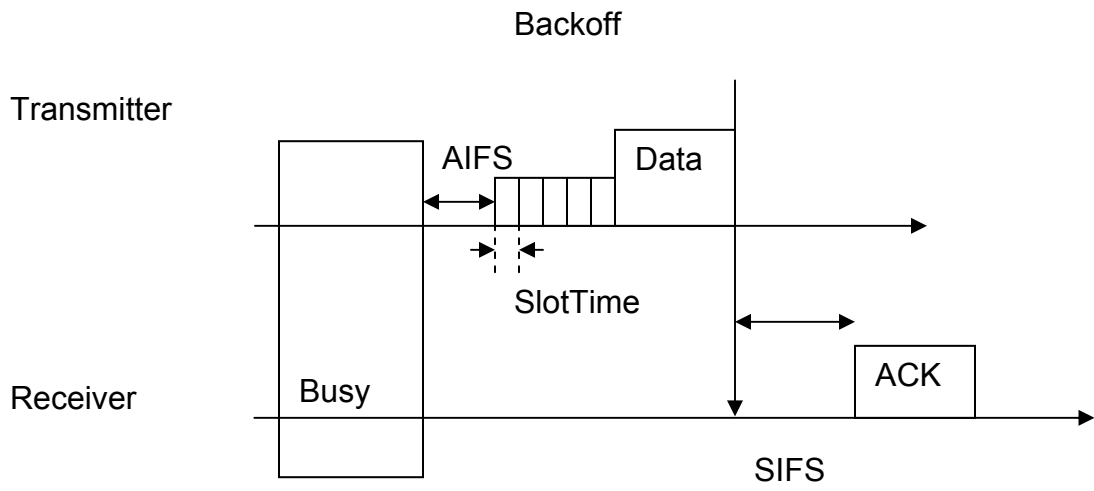 Backoff
Transmitter
AIFS
Data
SlotTime
Busy
ACK
Receiver
SIFS